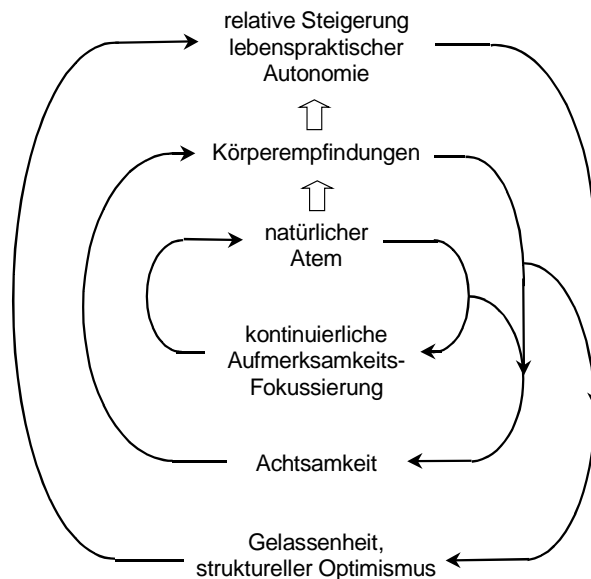 relative Steigerung
lebenspraktischer
Autonomie
Körperempfindungen
natürlicher
Atem
kontinuierliche
Aufmerksamkeits-
Fokussierung
Achtsamkeit
Gelassenheit,
struktureller Optimismus